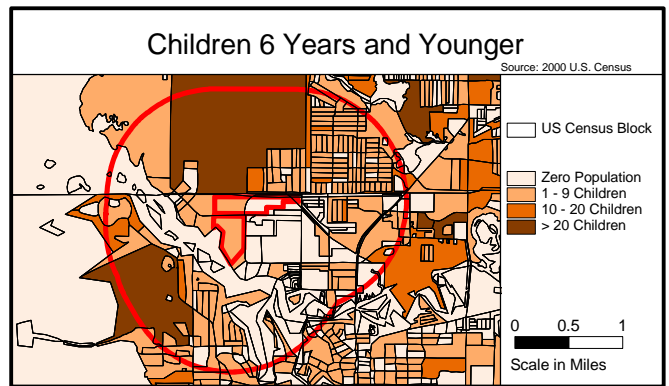 Children 6 Years and Younger
Source: 2000 U.S. Census
US Census Block
Zero Population
1 - 9 Children
10 - 20 Children
> 20 Children
0 0.5 1
Scale in Miles